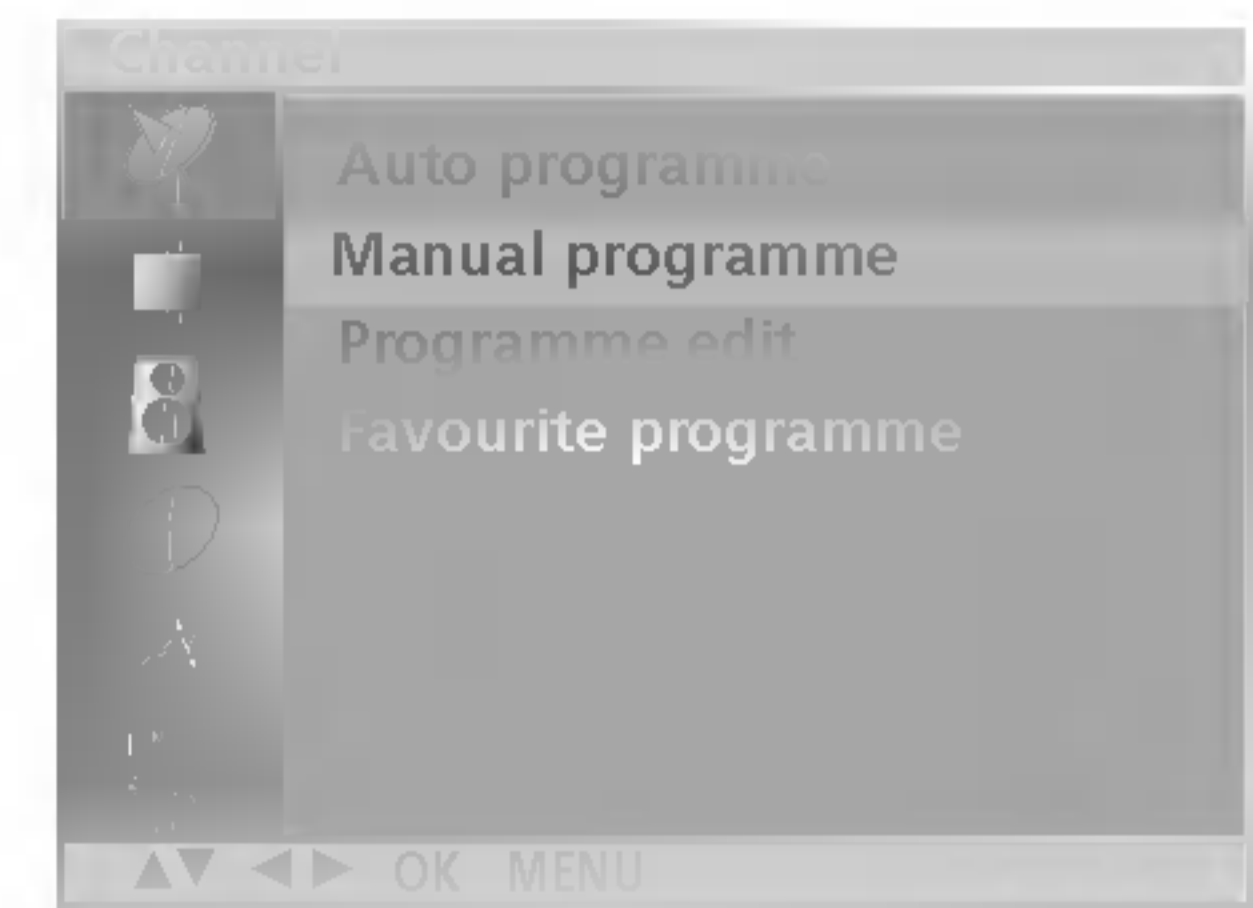 Channel
Auto programme
Manual programme
Programme edit
Favourite programme
▲▼ ◀▶ OK MENU